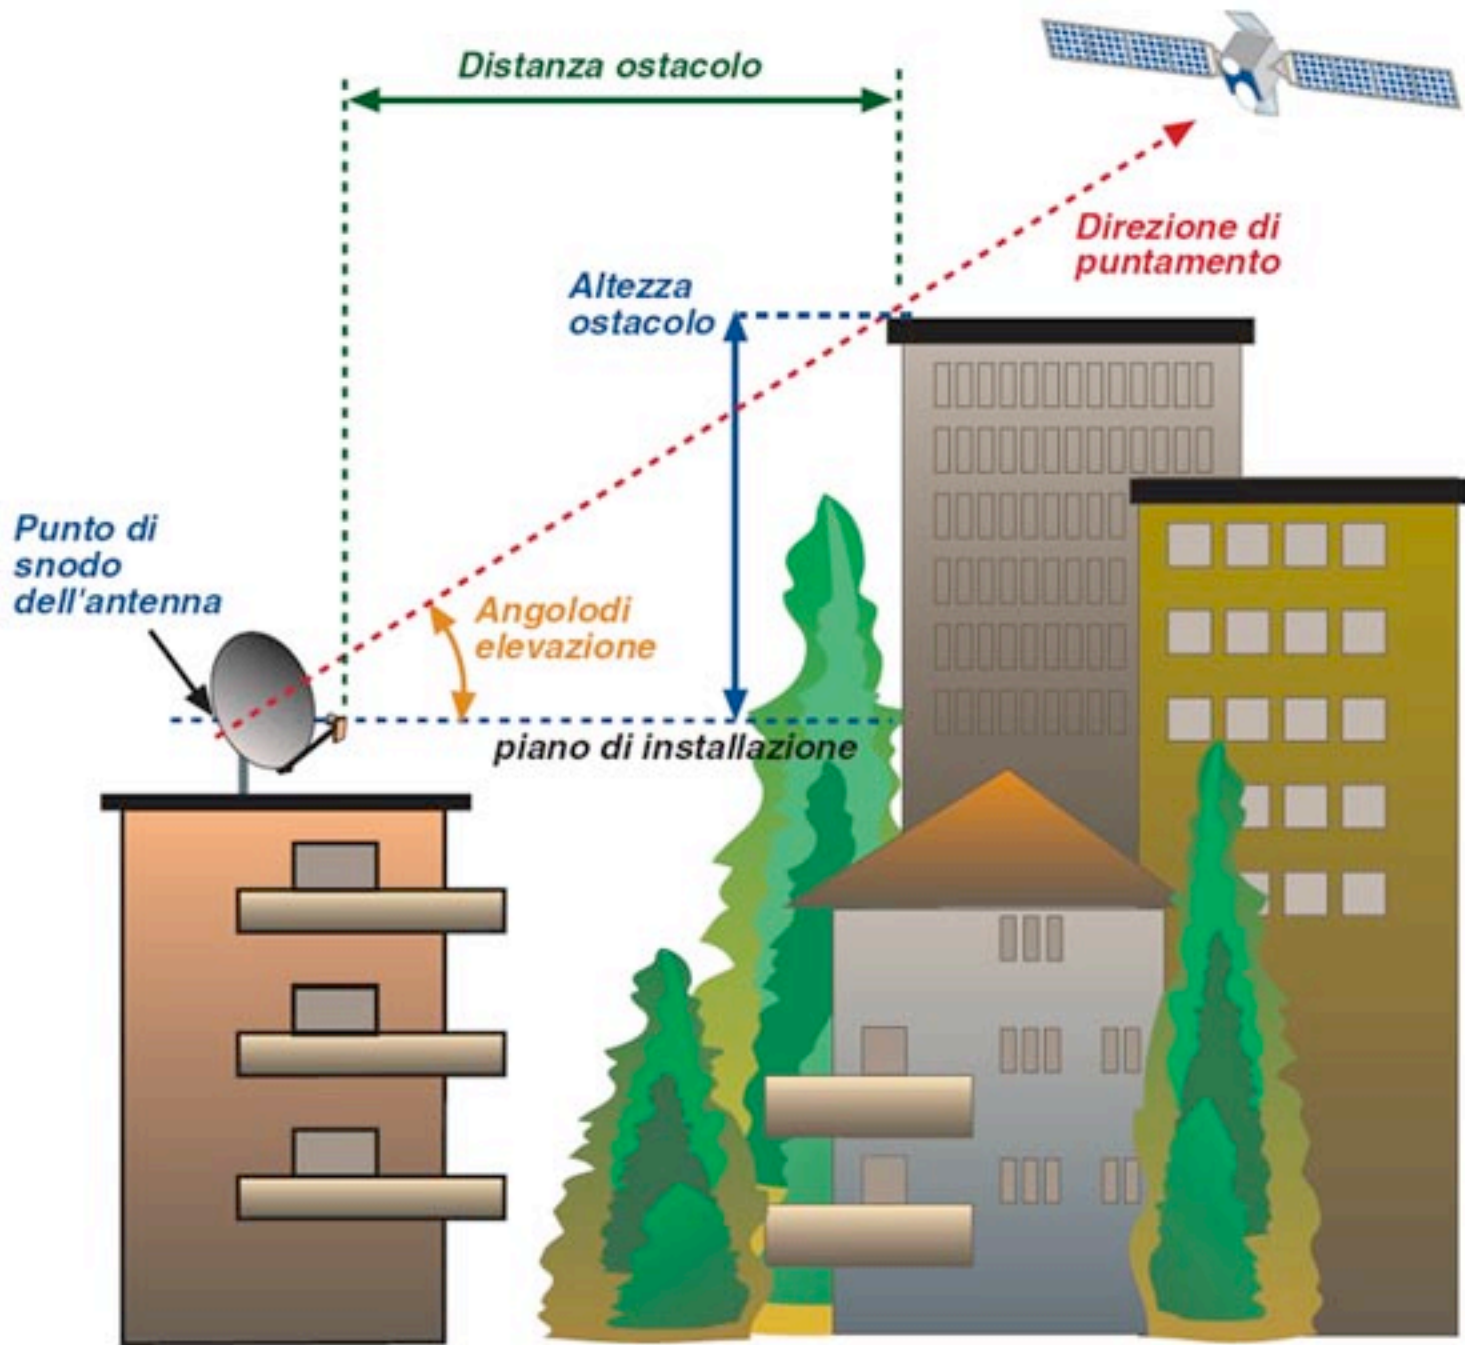 Distanza ostacolo
Direzione di
puntamento
Altezza
ostacolo
Punto di
snodo
dell'antenna
Angolodi
elevazione
piano di installazione